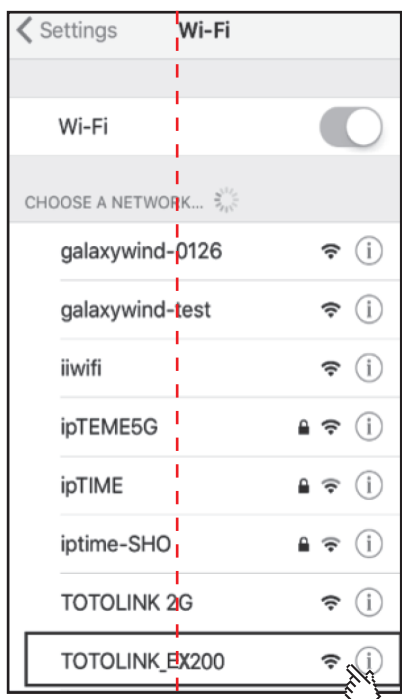 Settings Wi-Fi
Wi-Fi
CHOOSE A NETWORK...
galaxywind-0126
galaxywind-test
iiwifi
ipTEME5G
ipTIME
iptime-SHO
TOTOLINK 2G
TOTOLINK_EX200